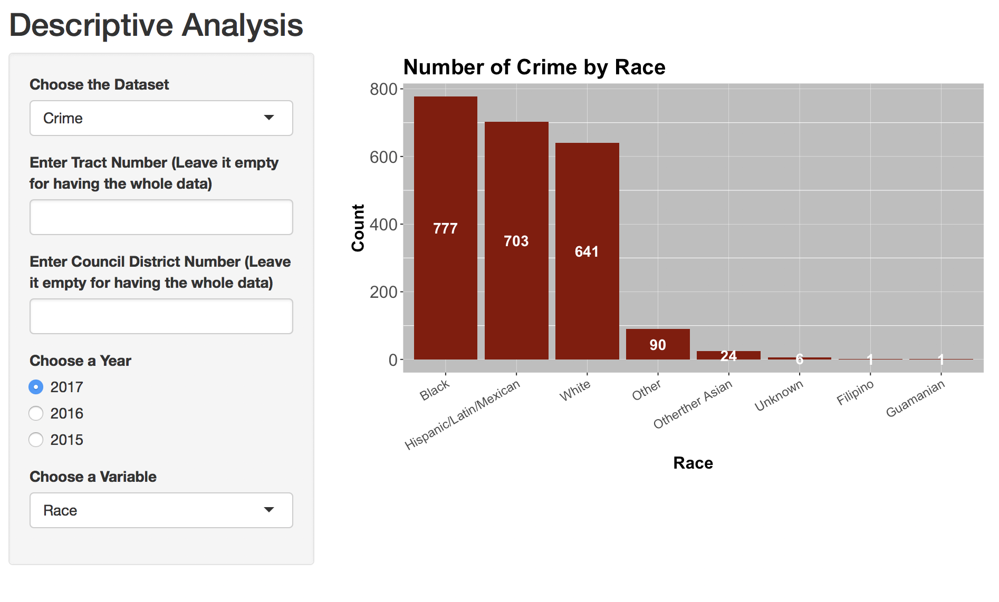 Descriptive Analysis
Choose the Dataset
Crime
Enter Tract Number (Leave it empty
for having the whole data)
Enter Council District Number (Leave
it empty for having the whole data)
Choose a Year
2017
2016
2015
Choose a Variable
Race
Number of Crime by Race
Count
800
600
400
200
0
777
703
641
90
24
6
1
1
Black
Hispanic/Latin/Mexican
White
Other
Otherther Asian
Unknown
Filipino
Guamanian
Race